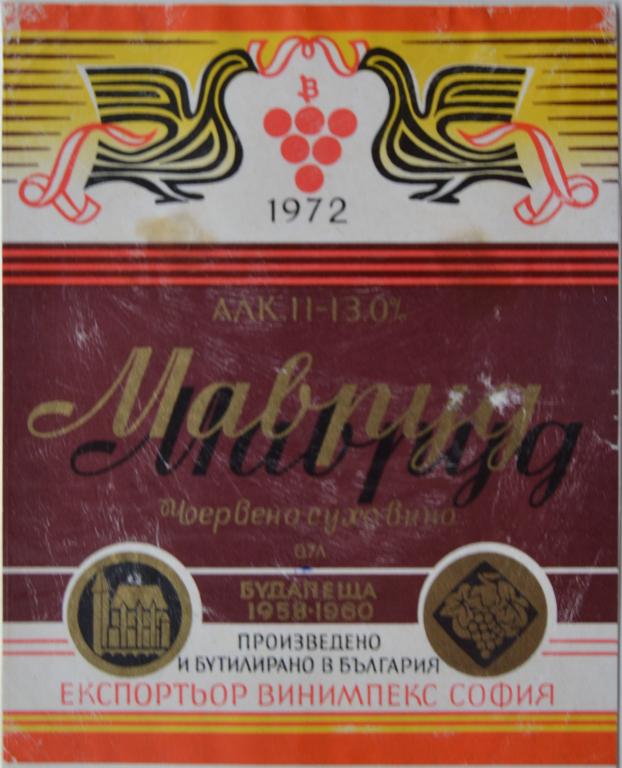 В
1972
АЛК. 11-13.0%
Мавруд
Червено сухо вино
0.7Л
БУДАПЕЩА
1958-1960
ПРОИЗВЕДЕНО
И БУТИЛИРАНО В БЪЛГАРИЯ
ЕКСПОРТЬОР ВИНИМПЕКС СОФИЯ